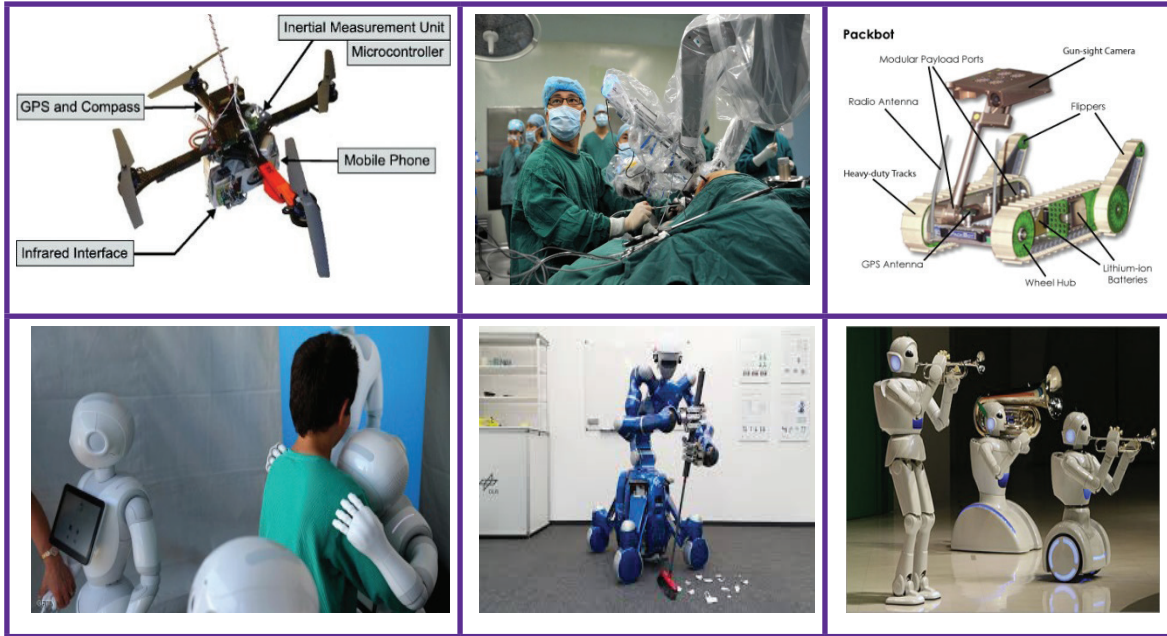 Inertial Measurement Unit
Microcontroller
GPS and Compass
Mobile Phone
Infrared Interface
Packbot
Gun-sight Camera
Modular Payload Ports
Radio Antenna
Flippers
Heavy-duty Tracks
GPS Antenna
Lithium-ion
Batteries
Wheel Hub
DLR